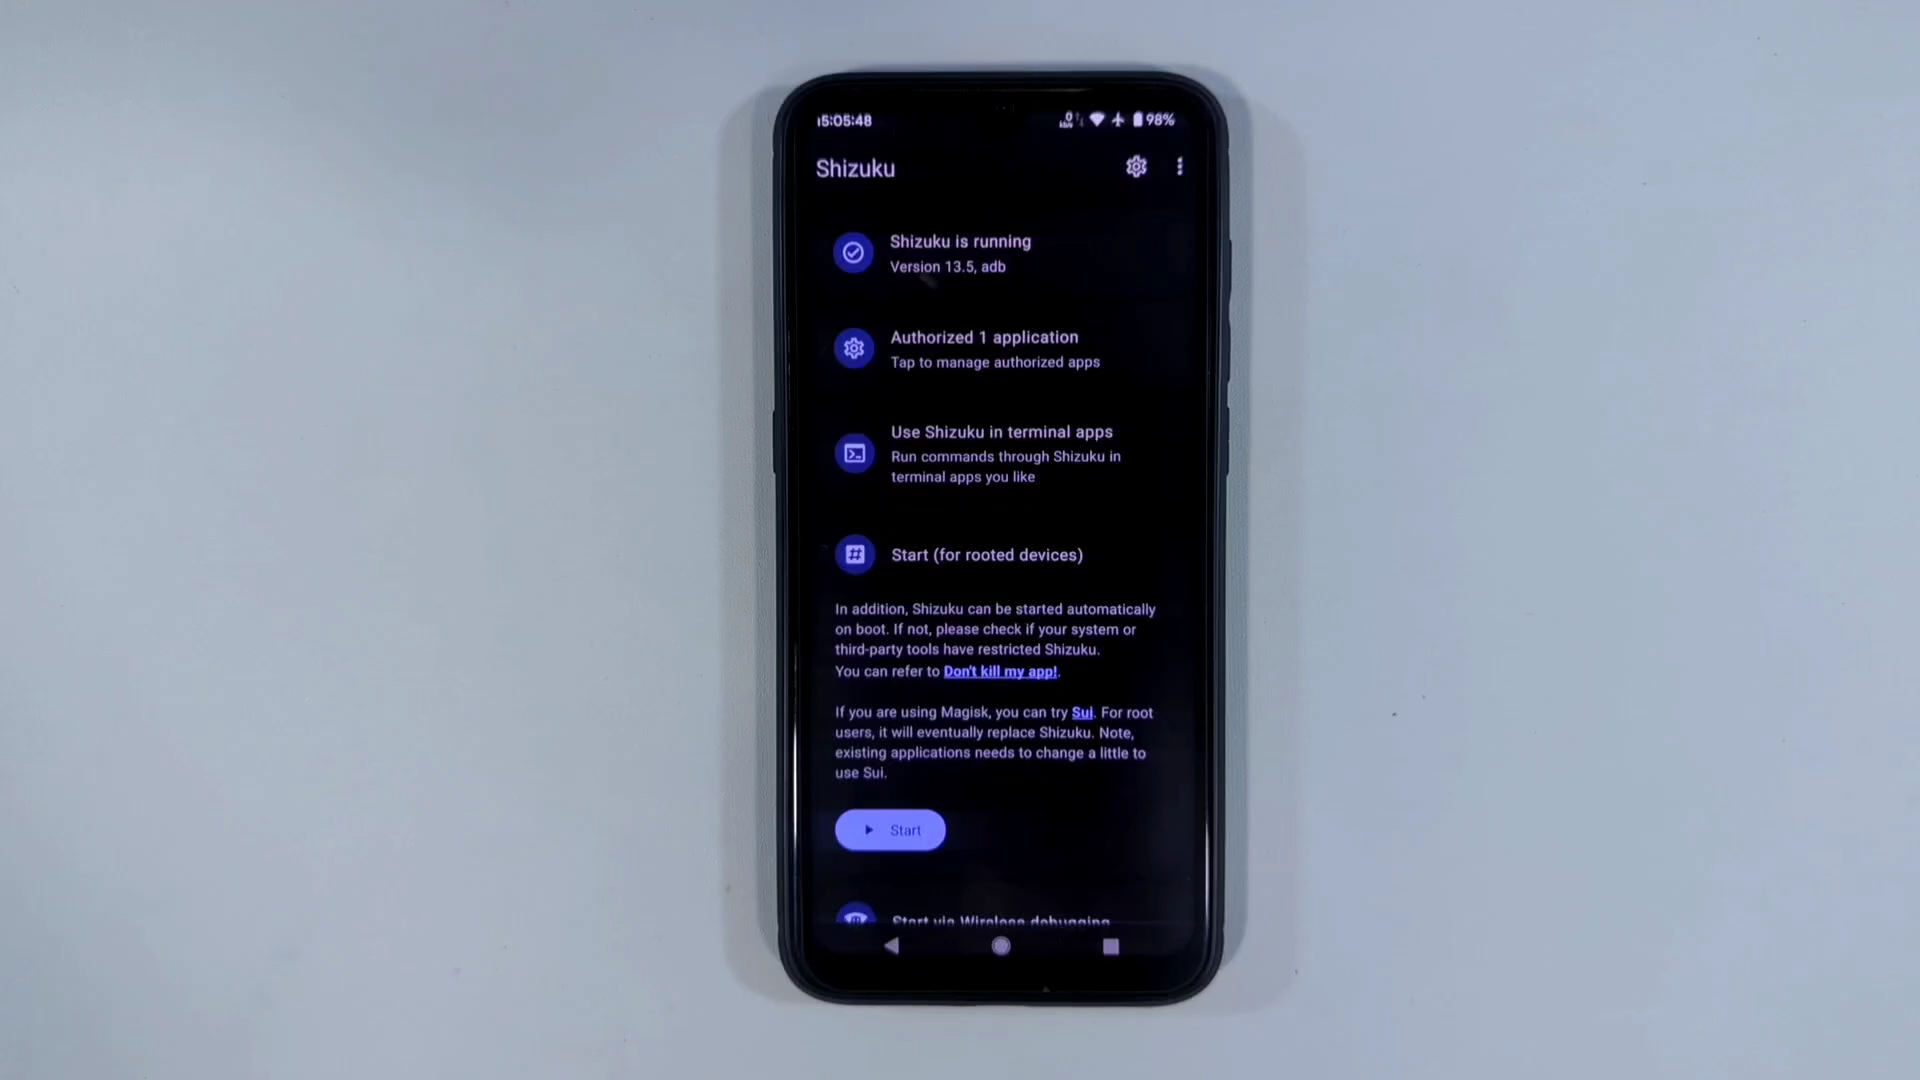 15:05:48
98%
Shizuku
Shizuku is running
Version 13.5, adb
Authorized 1 application
Tap to manage authorized apps
Use Shizuku in terminal apps
Run commands through Shizuku in
terminal apps you like
Start (for rooted devices)
In addition, Shizuku can be started automatically
on boot. If not, please check if your system or
third-party tools have restricted Shizuku.
You can refer to Don't kill my app!.
If you are using Magisk, you can try Sui. For root
users, it will eventually replace Shizuku. Note,
existing applications needs to change a little to
use Sui.
Start
Start via Wireless debugging